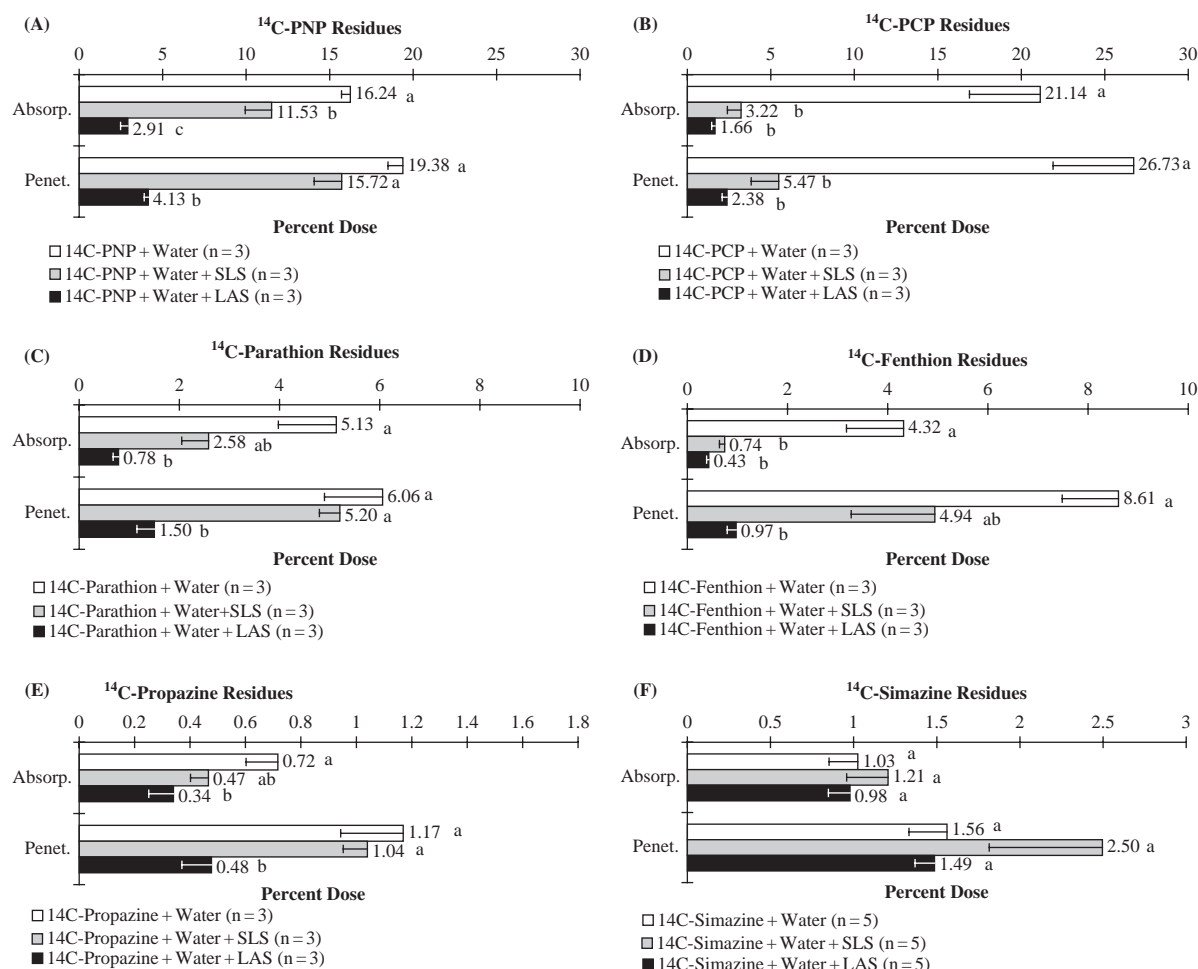 (A)
¹⁴C-PNP Residues
0 5 10 15 20 25 30
Absorp.
16.24 a
11.53 b
2.91 c
Penet.
19.38 a
15.72 a
4.13 b
Percent Dose
14C-PNP + Water (n = 3)
14C-PNP + Water + SLS (n = 3)
14C-PNP + Water + LAS (n = 3)
(B)
¹⁴C-PCP Residues
0 5 10 15 20 25 30
Absorp.
21.14 a
3.22 b
1.66 b
Penet.
26.73 a
5.47 b
2.38 b
Percent Dose
14C-PCP + Water (n = 3)
14C-PCP + Water + SLS (n = 3)
14C-PCP + Water + LAS (n = 3)
(C)
¹⁴C-Parathion Residues
0 2 4 6 8 10
Absorp.
5.13 a
2.58 ab
0.78 b
Penet.
6.06 a
5.20 a
1.50 b
Percent Dose
14C-Parathion + Water (n = 3)
14C-Parathion + Water+SLS (n = 3)
14C-Parathion + Water + LAS (n = 3)
(D)
¹⁴C-Fenthion Residues
0 2 4 6 8 10
Absorp.
4.32 a
0.74 b
0.43 b
Penet.
8.61 a
4.94 ab
0.97 b
Percent Dose
14C-Fenthion + Water (n = 3)
14C-Fenthion + Water + SLS (n = 3)
14C-Fenthion + Water + LAS (n = 3)
(E)
¹⁴C-Propazine Residues
0 0.2 0.4 0.6 0.8 1 1.2 1.4 1.6 1.8
Absorp.
0.72 a
0.47 ab
0.34 b
Penet.
1.17 a
1.04 a
0.48 b
Percent Dose
14C-Propazine + Water (n = 3)
14C-Propazine + Water + SLS (n = 3)
14C-Propazine + Water + LAS (n = 3)
(F)
¹⁴C-Simazine Residues
0 0.5 1 1.5 2 2.5 3
Absorp.
1.03 a
1.21 a
0.98 a
Penet.
1.56 a
2.50 a
1.49 a
Percent Dose
14C-Simazine + Water (n = 5)
14C-Simazine + Water + SLS (n = 5)
14C-Simazine + Water + LAS (n = 5)